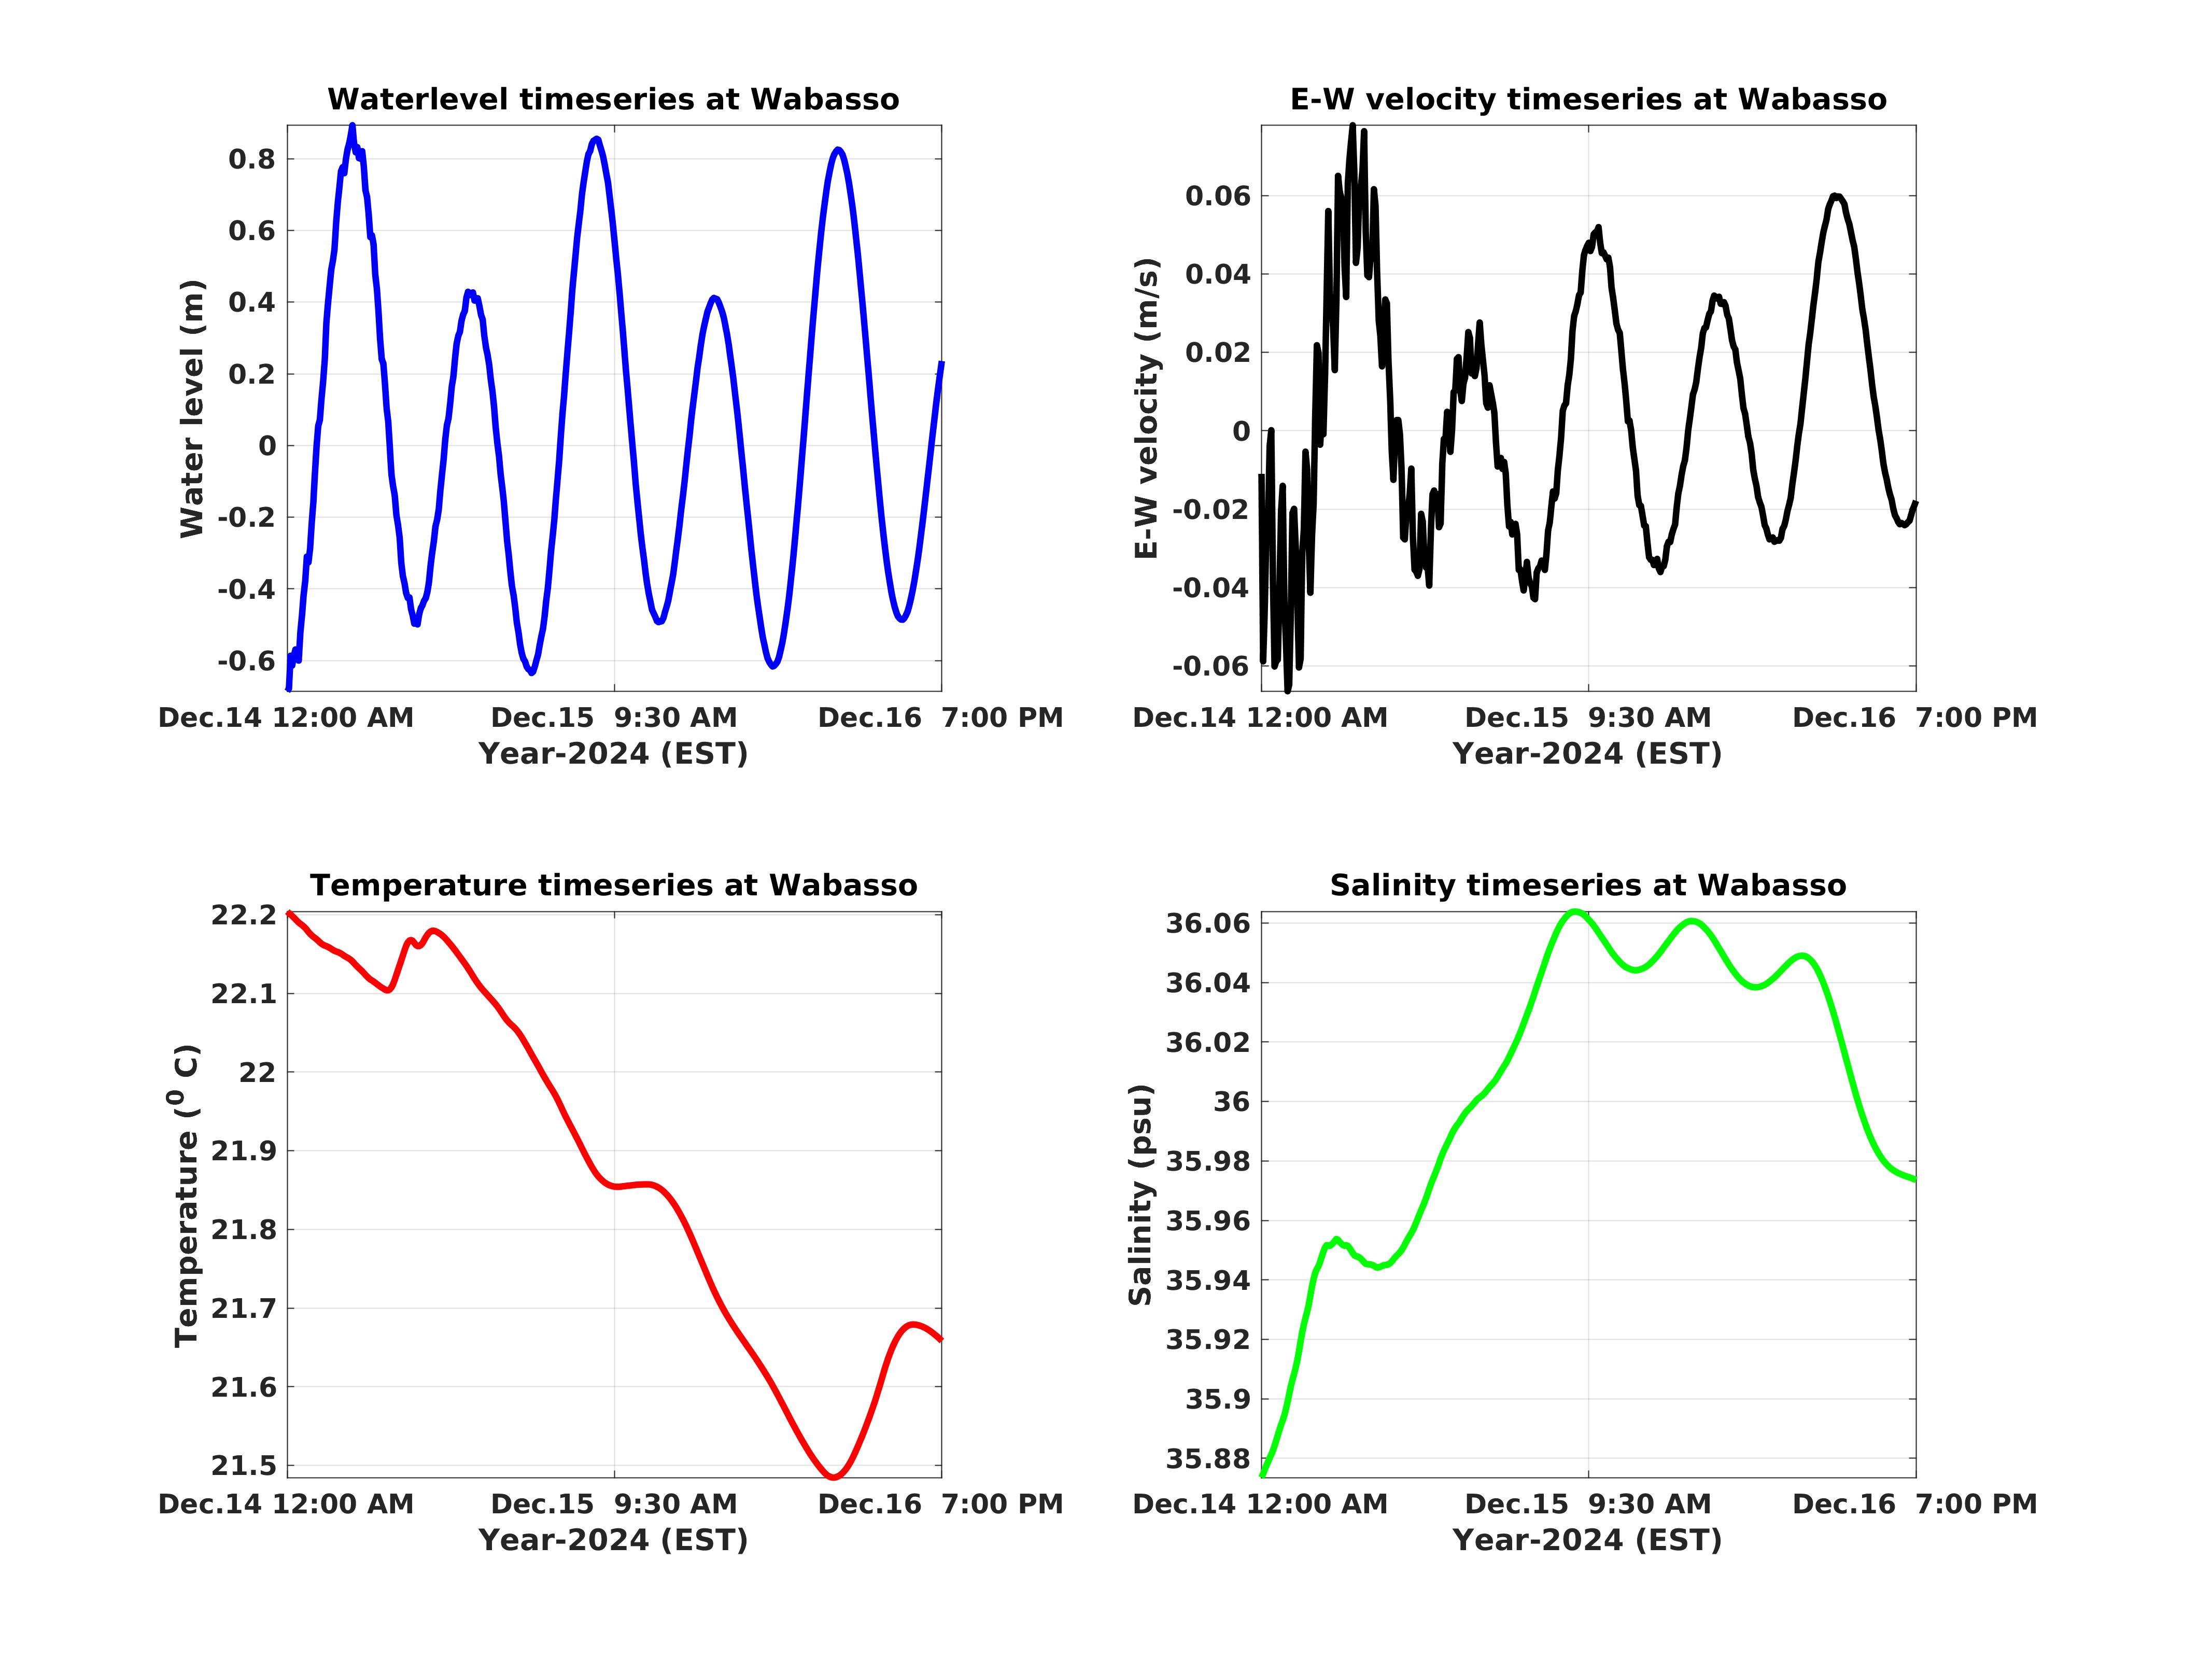 Waterlevel timeseries at Wabasso
0.8
0.6
0.4
0.2
0
-0.2
-0.4
-0.6
Water level (m)
Dec.14 12:00 AM Dec.15 9:30 AM Dec.16 7:00 PM
Year-2024 (EST)
E-W velocity timeseries at Wabasso
0.06
0.04
0.02
0
-0.02
-0.04
-0.06
E-W velocity (m/s)
Dec.14 12:00 AM Dec.15 9:30 AM Dec.16 7:00 PM
Year-2024 (EST)
Temperature timeseries at Wabasso
22.2
22.1
22
21.9
21.8
21.7
21.6
21.5
Temperature (⁰ C)
Dec.14 12:00 AM Dec.15 9:30 AM Dec.16 7:00 PM
Year-2024 (EST)
Salinity timeseries at Wabasso
36.06
36.04
36.02
36
35.98
35.96
35.94
35.92
35.9
35.88
Salinity (psu)
Dec.14 12:00 AM Dec.15 9:30 AM Dec.16 7:00 PM
Year-2024 (EST)